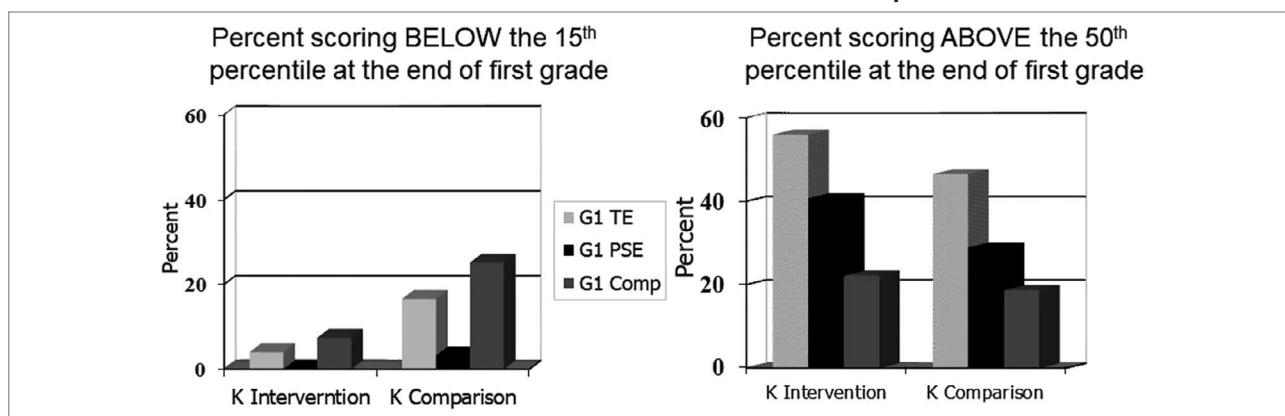 Percent scoring BELOW the 15th
percentile at the end of first grade
60
40
20
0
Percent
K Interverntion
K Comparison
G1 TE
G1 PSE
G1 Comp
Percent scoring ABOVE the 50th
percentile at the end of first grade
60
40
20
0
Percent
K Intervention
K Comparison